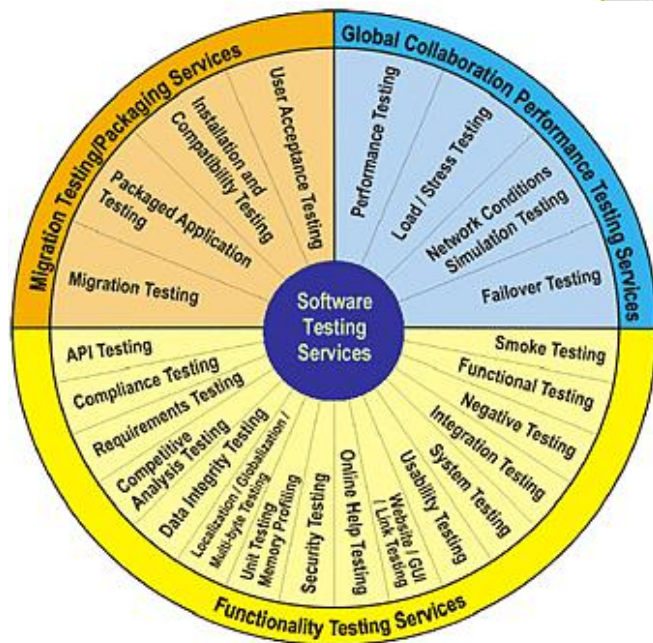 Migration Testing/Packaging Services
Global Collaboration Performance Testing Services
User Acceptance Testing
Installation and
Compatibility Testing
Packaged Application
Testing
Migration Testing
Performance Testing
Load / Stress Testing
Network Conditions
Simulation Testing
Failover Testing
Software
Testing
Services
API Testing
Compliance Testing
Requirements Testing
Competitive
Analysis Testing
Data Integrity Testing
Localization / Globalization /
Multi-byte Testing
Unit Testing
Memory Profiling
Security Testing
Online Help Testing
Website / GUI
/ Link Testing
Usability Testing
System Testing
Integration Testing
Negative Testing
Functional Testing
Smoke Testing
Functionality Testing Services